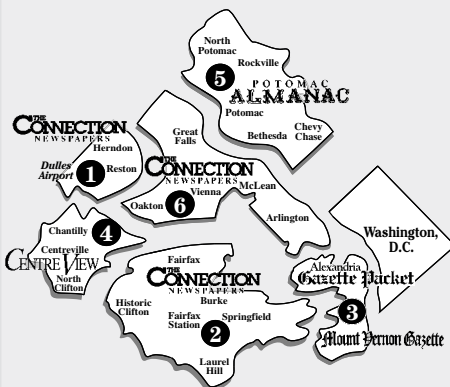 North
Potomac
Rockville
5
POTOMAC
ALMANAC
Potomac
Bethesda
Chevy
Chase
THE
CONNECTION
NEWSPAPERS
Herndon
Dulles
Airport
1
Reston
Great
Falls
THE
CONNECTION
NEWSPAPERS
Vienna
McLean
Oakton
6
Arlington
Chantilly
4
Centreville
CENTRE VIEW
North
Clifton
Washington,
D.C.
Alexandria
Gazette Packet
3
Mount Vernon Gazette
Fairfax
THE
CONNECTION
NEWSPAPERS
Burke
Historic
Clifton
Fairfax
Station
2
Springfield
Laurel
Hill